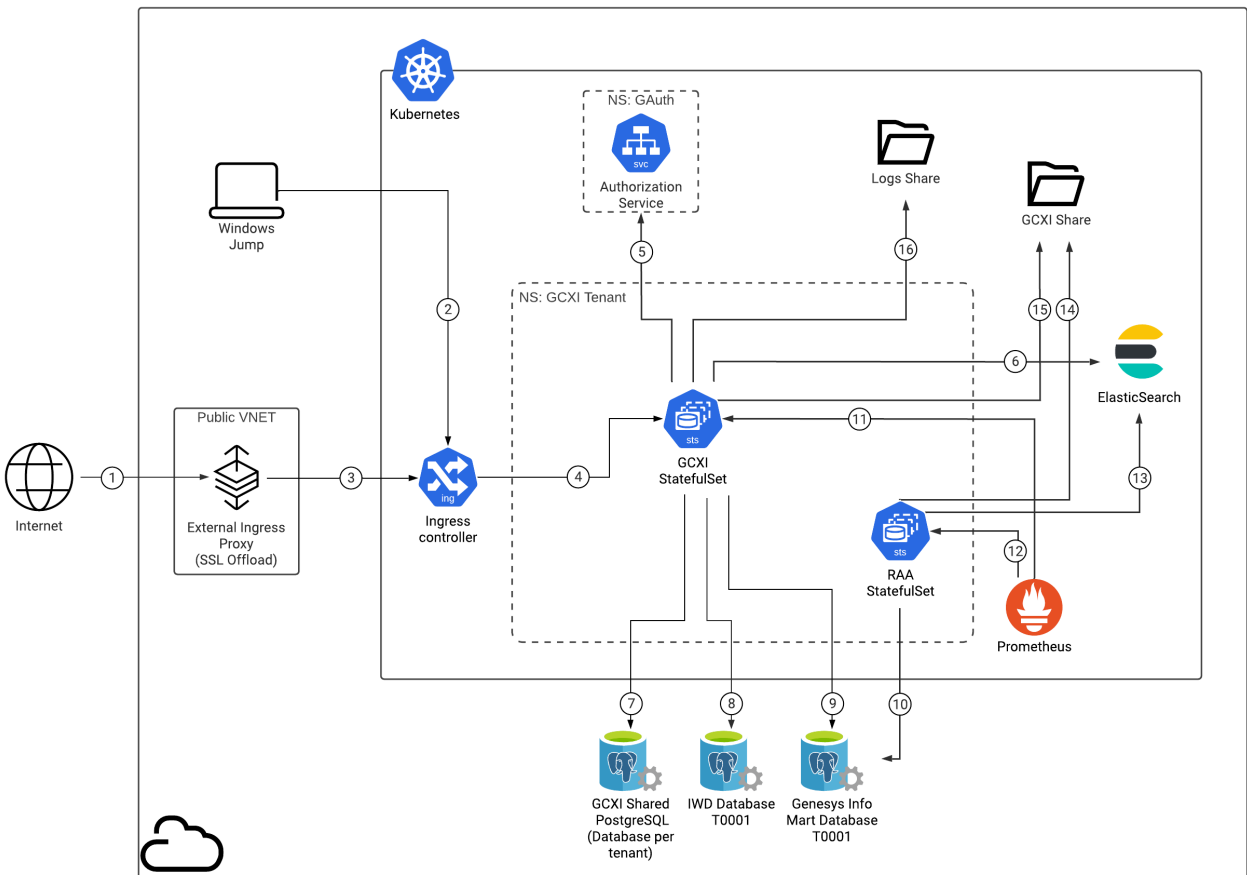 Kubernetes
NS: GAuth
svc
Authorization
Service
Logs Share
GCXI Share
Windows
Jump
5
16
2
15
14
NS: GCXI Tenant
6
ElasticSearch
Public VNET
11
sts
GCXI
StatefulSet
1
3
4
13
ing
Ingress
controller
Internet
External Ingress
Proxy
(SSL Offload)
sts
12
RAA
StatefulSet
Prometheus
7
8
9
10
GCXI Shared
PostgreSQL
(Database per
tenant)
IWD Database
T0001
Genesys Info
Mart Database
T0001